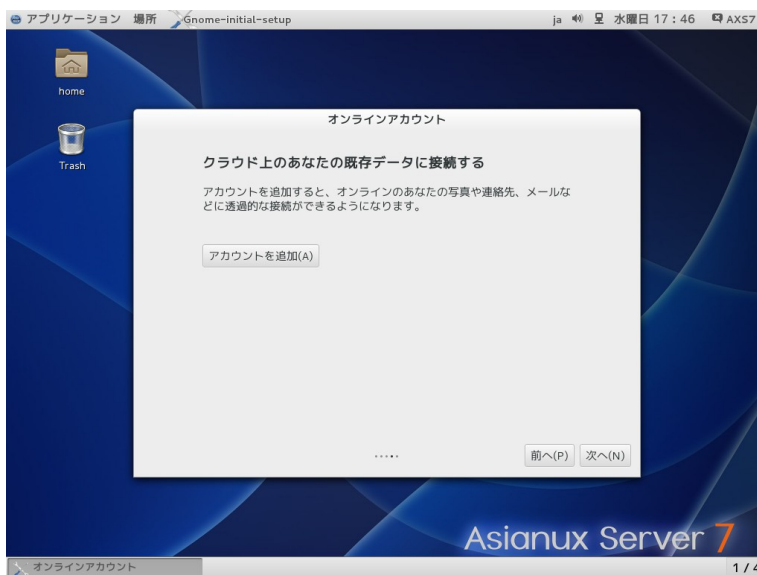 アプリケーション 場所 Gnome-initial-setup ja 水曜日 17：46 AXS7
home
Trash
オンラインアカウント
クラウド上のあなたの既存データに接続する
アカウントを追加すると、オンラインのあなたの写真や連絡先、メールな
どに透過的な接続ができるようになります。
アカウントを追加(A)
前へ(P) 次へ(N)
Asianux Server 7
オンラインアカウント 1 / 4